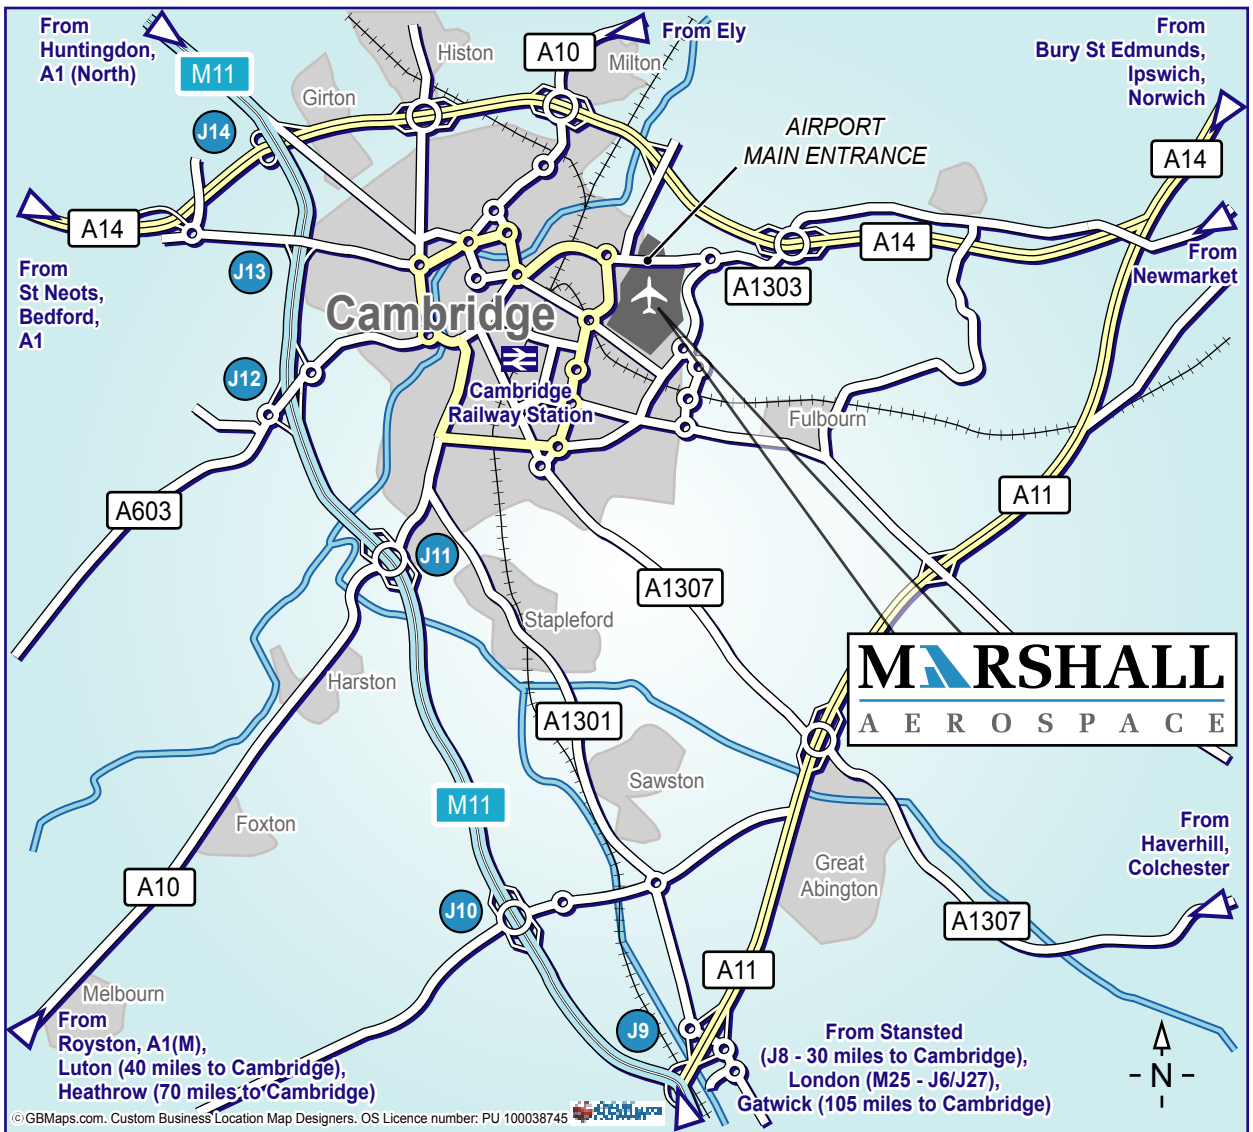 From
Huntingdon,
A1 (North)
M11
Histon
A10
From Ely
Milton
From
Bury St Edmunds,
Ipswich,
Norwich
Girton
J14
AIRPORT
MAIN ENTRANCE
A14
A14
A14
From
Newmarket
From
St Neots,
Bedford,
A1
J13
A1303
Cambridge
J12
Cambridge
Railway Station
Fulbourn
A603
A11
J11
A1307
Stapleford
MARSHALL
AEROSPACE
Harston
A1301
Sawston
M11
Foxton
From
Haverhill,
Colchester
Great
Abington
A10
J10
A1307
A11
Melbourn
From
Royston, A1(M),
Luton (40 miles to Cambridge),
Heathrow (70 miles to Cambridge)
J9
From Stansted
(J8 - 30 miles to Cambridge),
London (M25 - J6/J27),
Gatwick (105 miles to Cambridge)
- N -
© GBMaps.com. Custom Business Location Map Designers. OS Licence number: PU 100038745